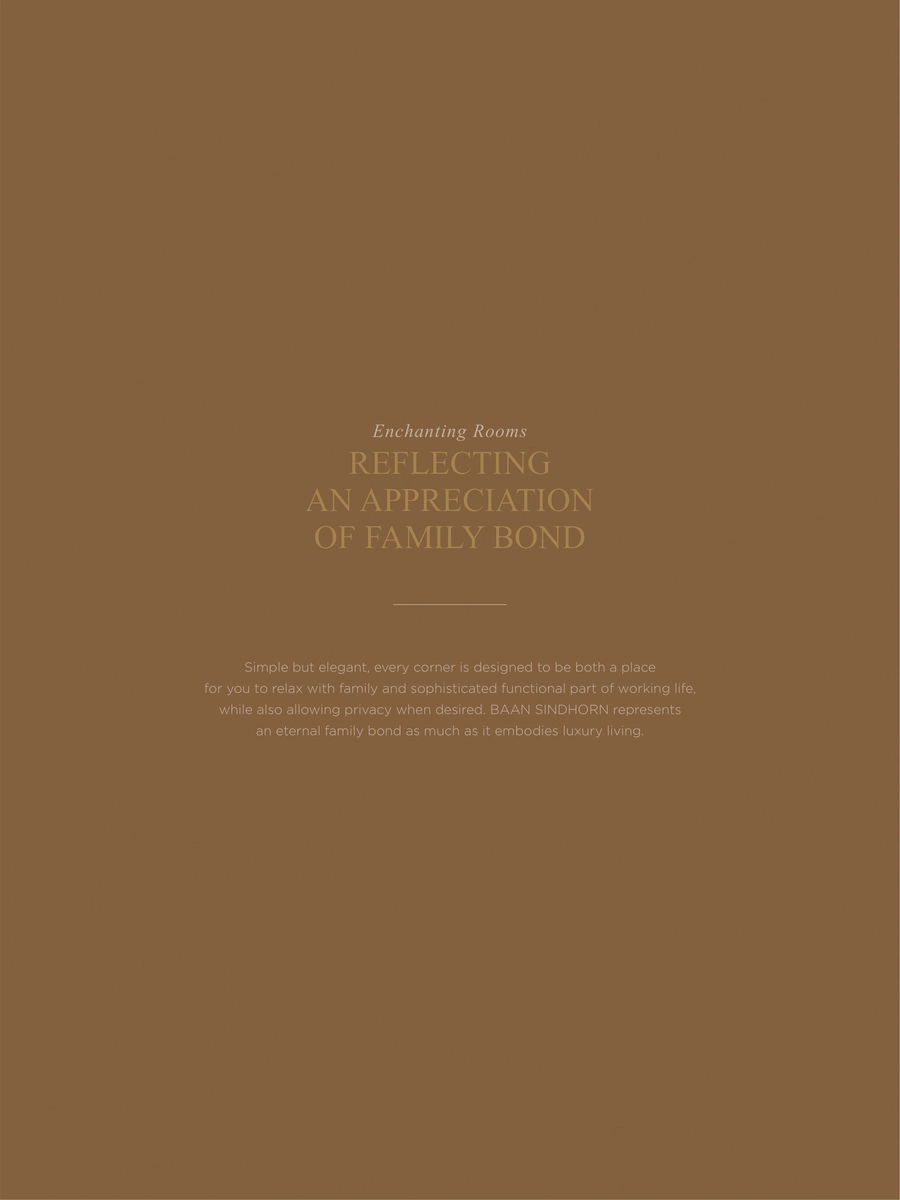 Enchanting Rooms
REFLECTING
AN APPRECIATION
OF FAMILY BOND
Simple but elegant, every corner is designed to be both a place
for you to relax with family and sophisticated functional part of working life,
while also allowing privacy when desired. BAAN SINDHORN represents
an eternal family bond as much as it embodies luxury living.